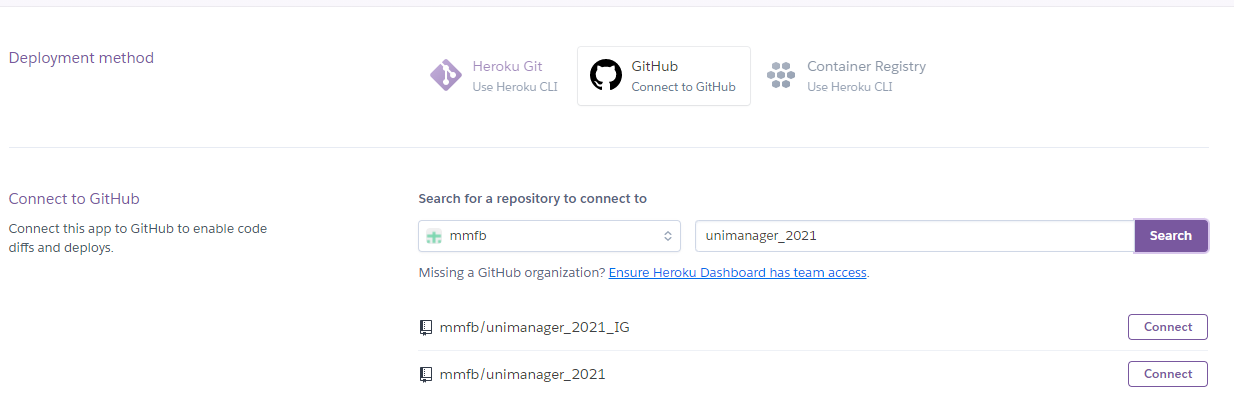 Deployment method
Heroku Git
Use Heroku CLI
GitHub
Connect to GitHub
Container Registry
Use Heroku CLI
Connect to GitHub
Connect this app to GitHub to enable code
diffs and deploys.
Search for a repository to connect to
mmfb
unimanager_2021
Search
Missing a GitHub organization? Ensure Heroku Dashboard has team access.
mmfb/unimanager_2021_IG
Connect
mmfb/unimanager_2021
Connect